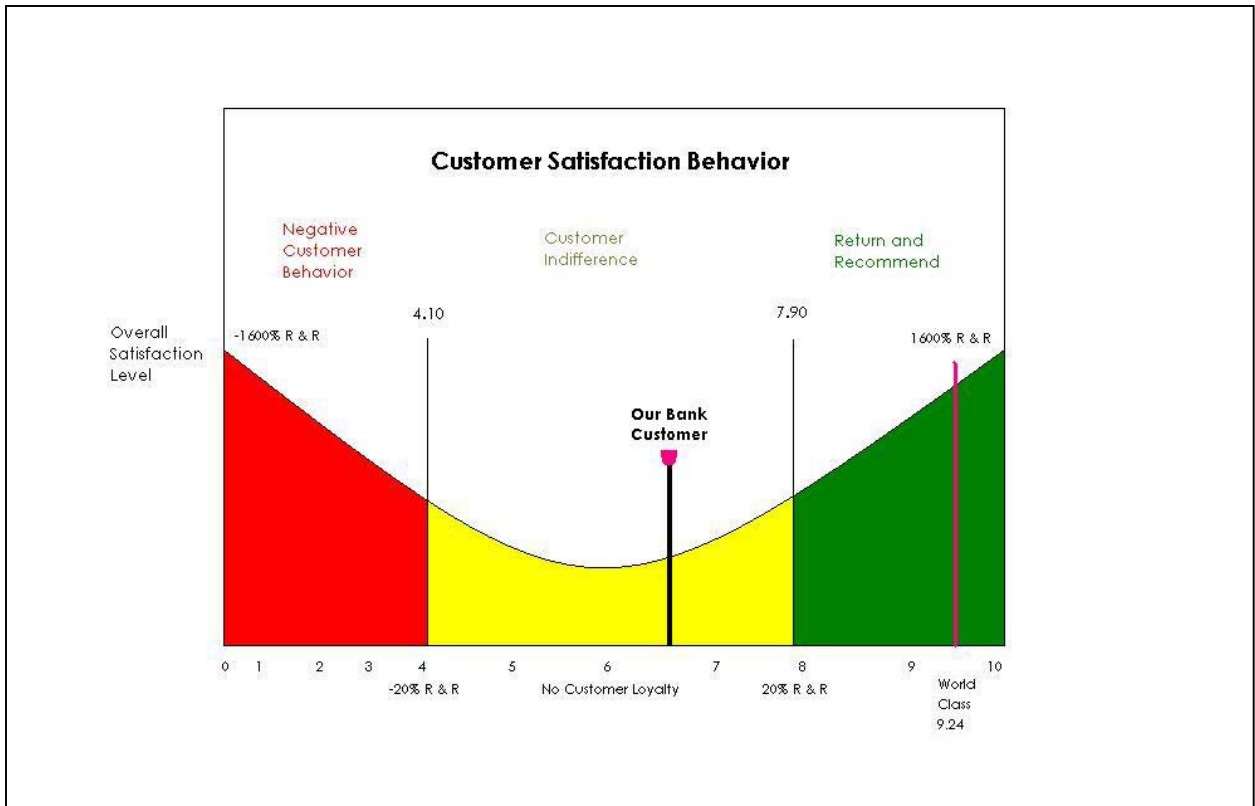 Customer Satisfaction Behavior
Negative
Customer
Behavior
Customer
Indifference
Return and
Recommend
4.10
7.90
Overall
Satisfaction
Level
-1600% R & R
1600% R & R
Our Bank
Customer
0 1 2 3 4 5 6 7 8 9 10
-20% R & R No Customer Loyalty 20% R & R
World
Class
9.24